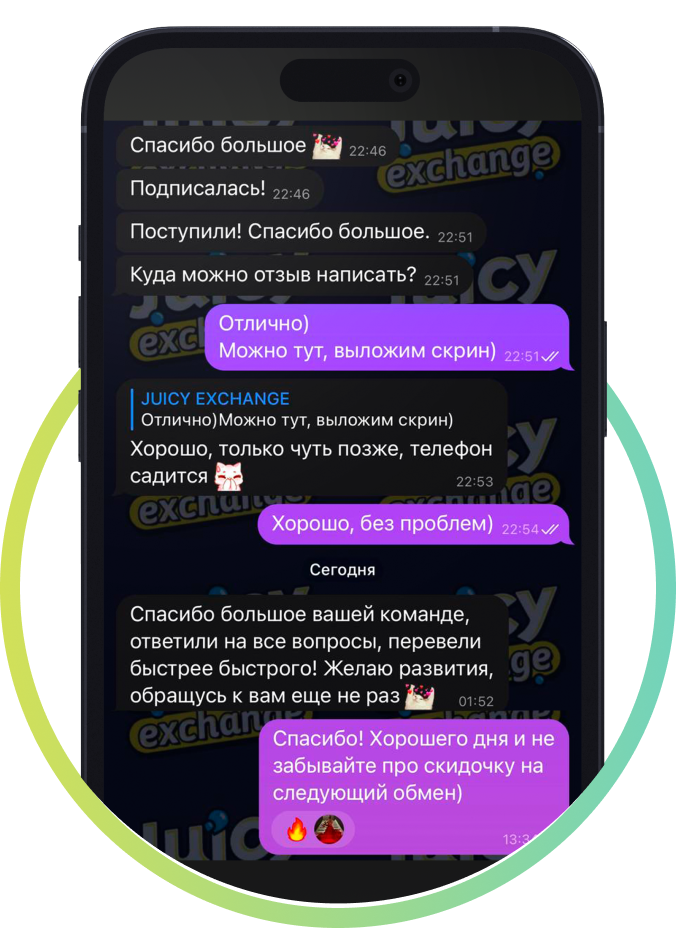 Спасибо большое 22:46
Подписалась! 22:46
Поступили! Спасибо большое. 22:51
Куда можно отзыв написать? 22:51
Отлично)
Можно тут, выложим скрин) 22:51
JUICY EXCHANGE
Отлично)Можно тут, выложим скрин)
Хорошо, только чуть позже, телефон
садится 22:53
Хорошо, без проблем) 22:54
Сегодня
Спасибо большое вашей команде,
ответили на все вопросы, перевели
быстрее быстрого! Желаю развития,
обращусь к вам еще не раз 01:52
Спасибо! Хорошего дня и не
забывайте про скидочку на
следующий обмен)
juicy
exchange